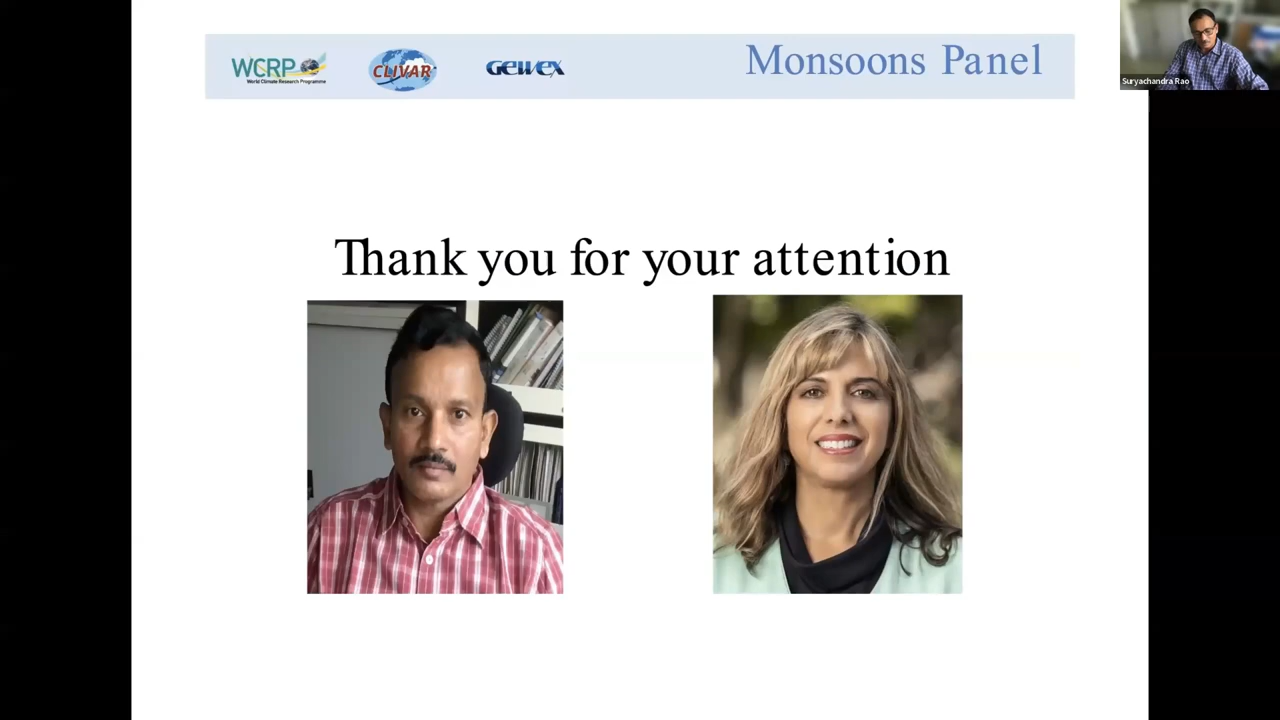 WCRP
World Climate Research Programme
CLIVAR
GEWEX
Monsoons Panel
Suryachandra Rao
Thank you for your attention